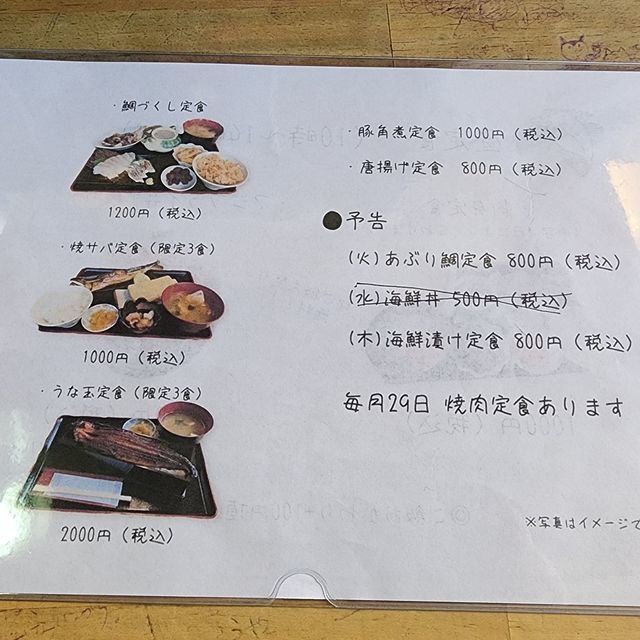 ・鯛づくし定食
1200円（税込）
・焼サバ定食（限定3食）
1000円（税込）
・うな玉定食（限定3食）
2000円（税込）
・豚角煮定食　1000円（税込）
・唐揚げ定食　800円（税込）
●予告
(火)あぶり鯛定食 800円（税込）
(水)海鮮丼 500円（税込）
(木)海鮮漬け定食 800円（税込）
毎月29日 焼肉定食あります
※写真はイメージで